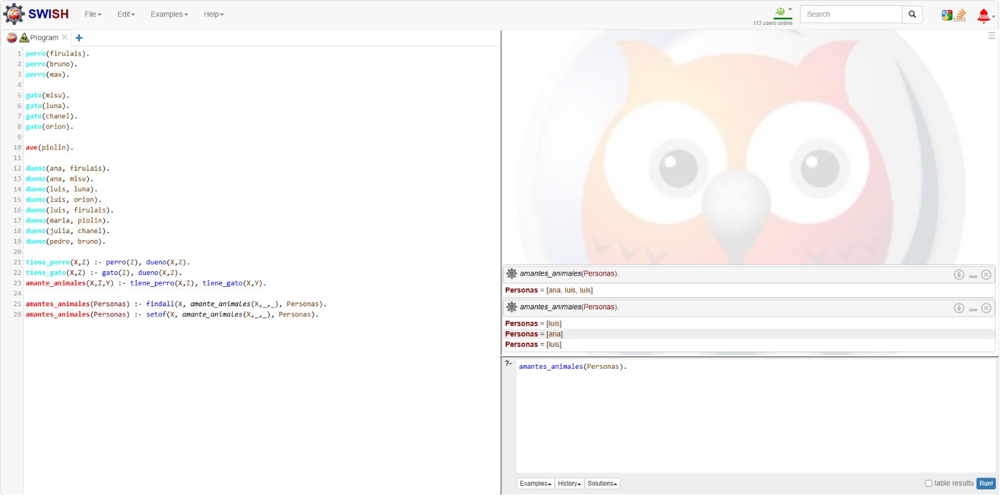 SWISH File Edit Examples Help Search
113 users online
Program
1 perro(firulais).
2 perro(bruno).
3 perro(max).
4
5 gato(misu).
6 gato(luna).
7 gato(chanel).
8 gato(orion).
9
10 ave(piolin).
11
12 dueno(ana, firulais).
13 dueno(ana, misu).
14 dueno(luis, luna).
15 dueno(luis, orion).
16 dueno(luis, firulais).
17 dueno(maria, piolin).
18 dueno(julia, chanel).
19 dueno(pedro, bruno).
20
21 tiene_perro(X,Z) :- perro(Z), dueno(X,Z).
22 tiene_gato(X,Z) :- gato(Z), dueno(X,Z).
23 amante_animales(X,Z,Y) :- tiene_perro(X,Z), tiene_gato(X,Y).
24
25 amantes_animales(Personas) :- findall(X, amante_animales(X,_,_), Personas).
26 amantes_animales(Personas) :- setof(X, amante_animales(X,_,_), Personas).
amantes_animales(Personas).
Personas = [ana, luis, luis]
amantes_animales(Personas).
Personas = [luis]
Personas = [ana]
Personas = [luis]
?- amantes_animales(Personas).
Examples History Solutions table results Run!